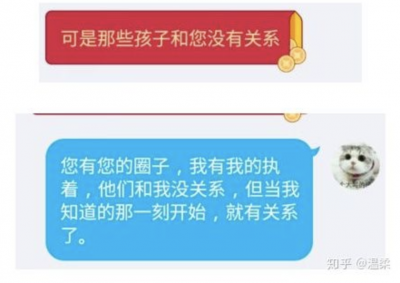 可是那些孩子和您没有关系
您有您的圈子，我有我的执
着，他们和我没关系，但当我
知道的那一刻开始，就有关系
了。
知乎 @温柒